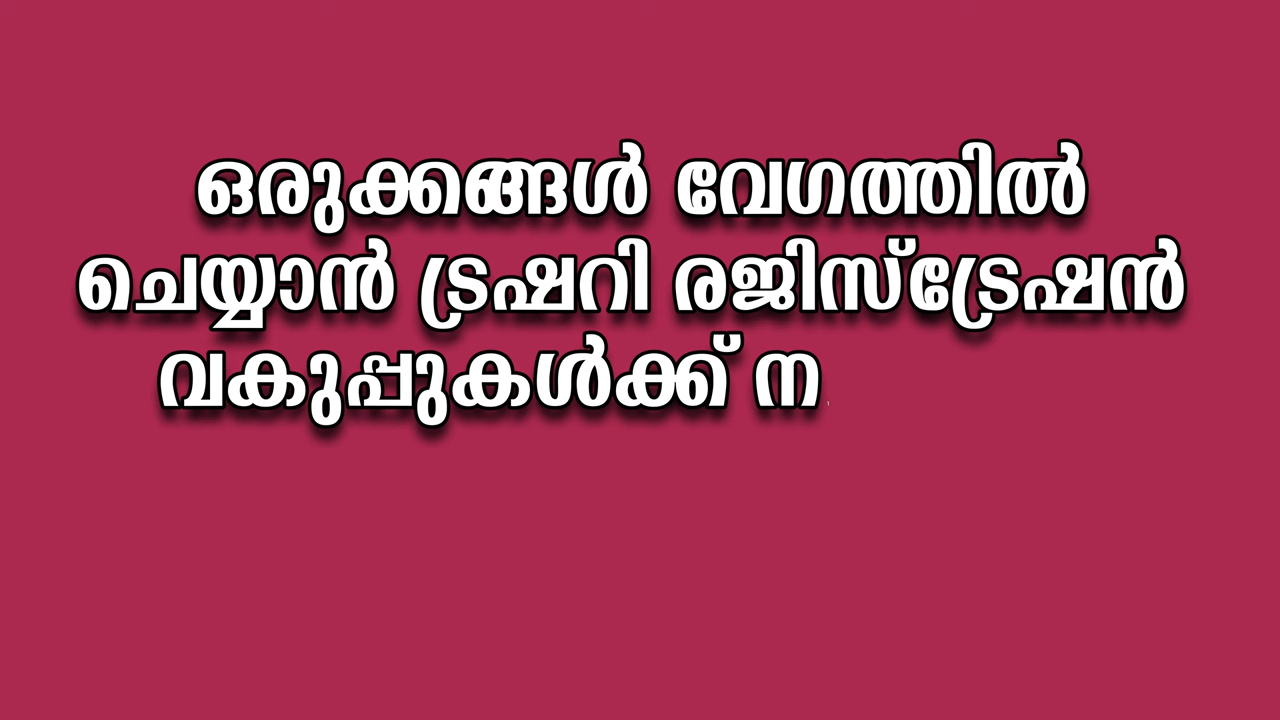 ഒരുക്കങ്ങൾ വേഗത്തിൽ
ചെയ്യാൻ ട്രഷറി രജിസ്ട്രേഷൻ
വകുപ്പുകൾക്ക് ന